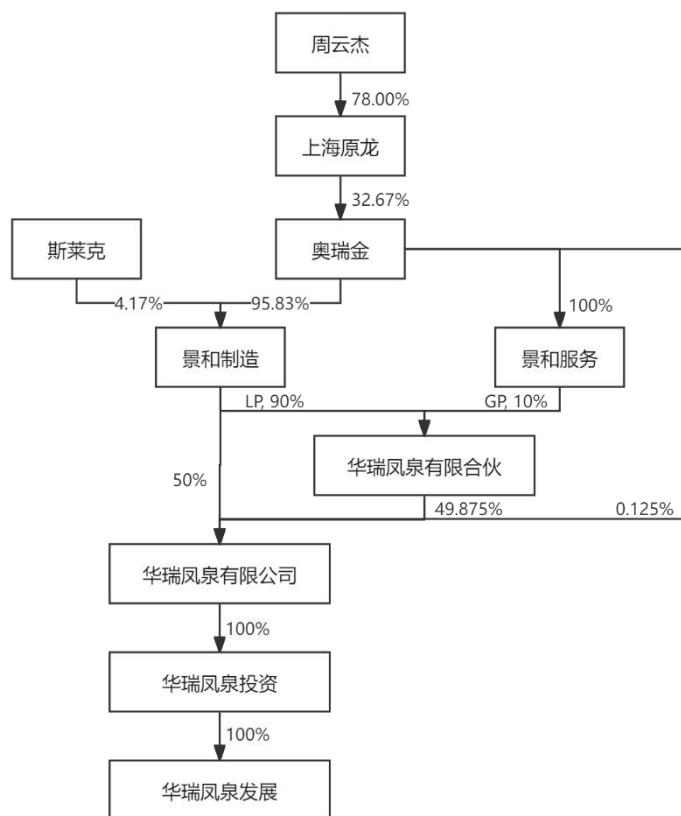 周云杰
78.00%
上海原龙
32.67%
斯莱克
奥瑞金
4.17%
95.83%
100%
景和制造
景和服务
LP, 90%
GP, 10%
华瑞凤泉有限合伙
50%
49.875%
0.125%
华瑞凤泉有限公司
100%
华瑞凤泉投资
100%
华瑞凤泉发展